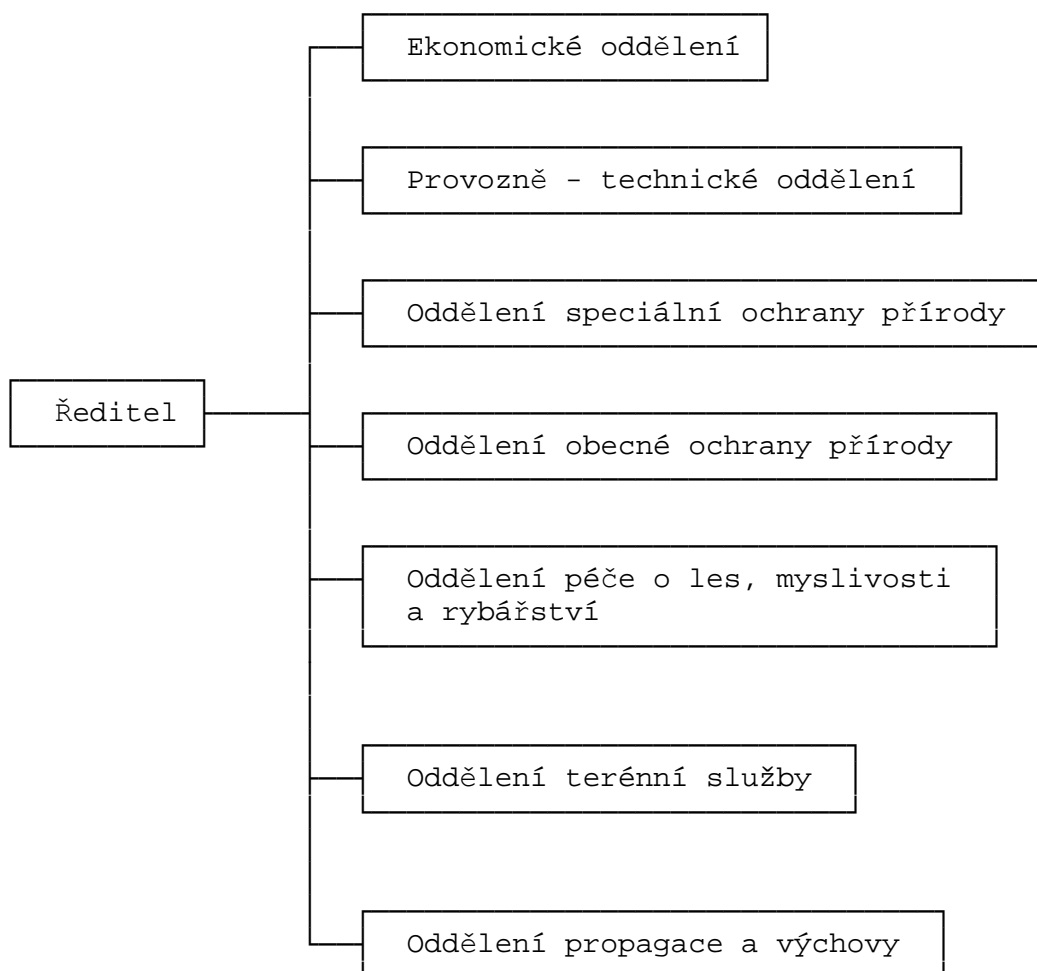 Ekonomické oddělení
Provozně - technické oddělení
Oddělení speciální ochrany přírody
Ředitel
Oddělení obecné ochrany přírody
Oddělení péče o les, myslivosti
a rybářství
Oddělení terénní služby
Oddělení propagace a výchovy